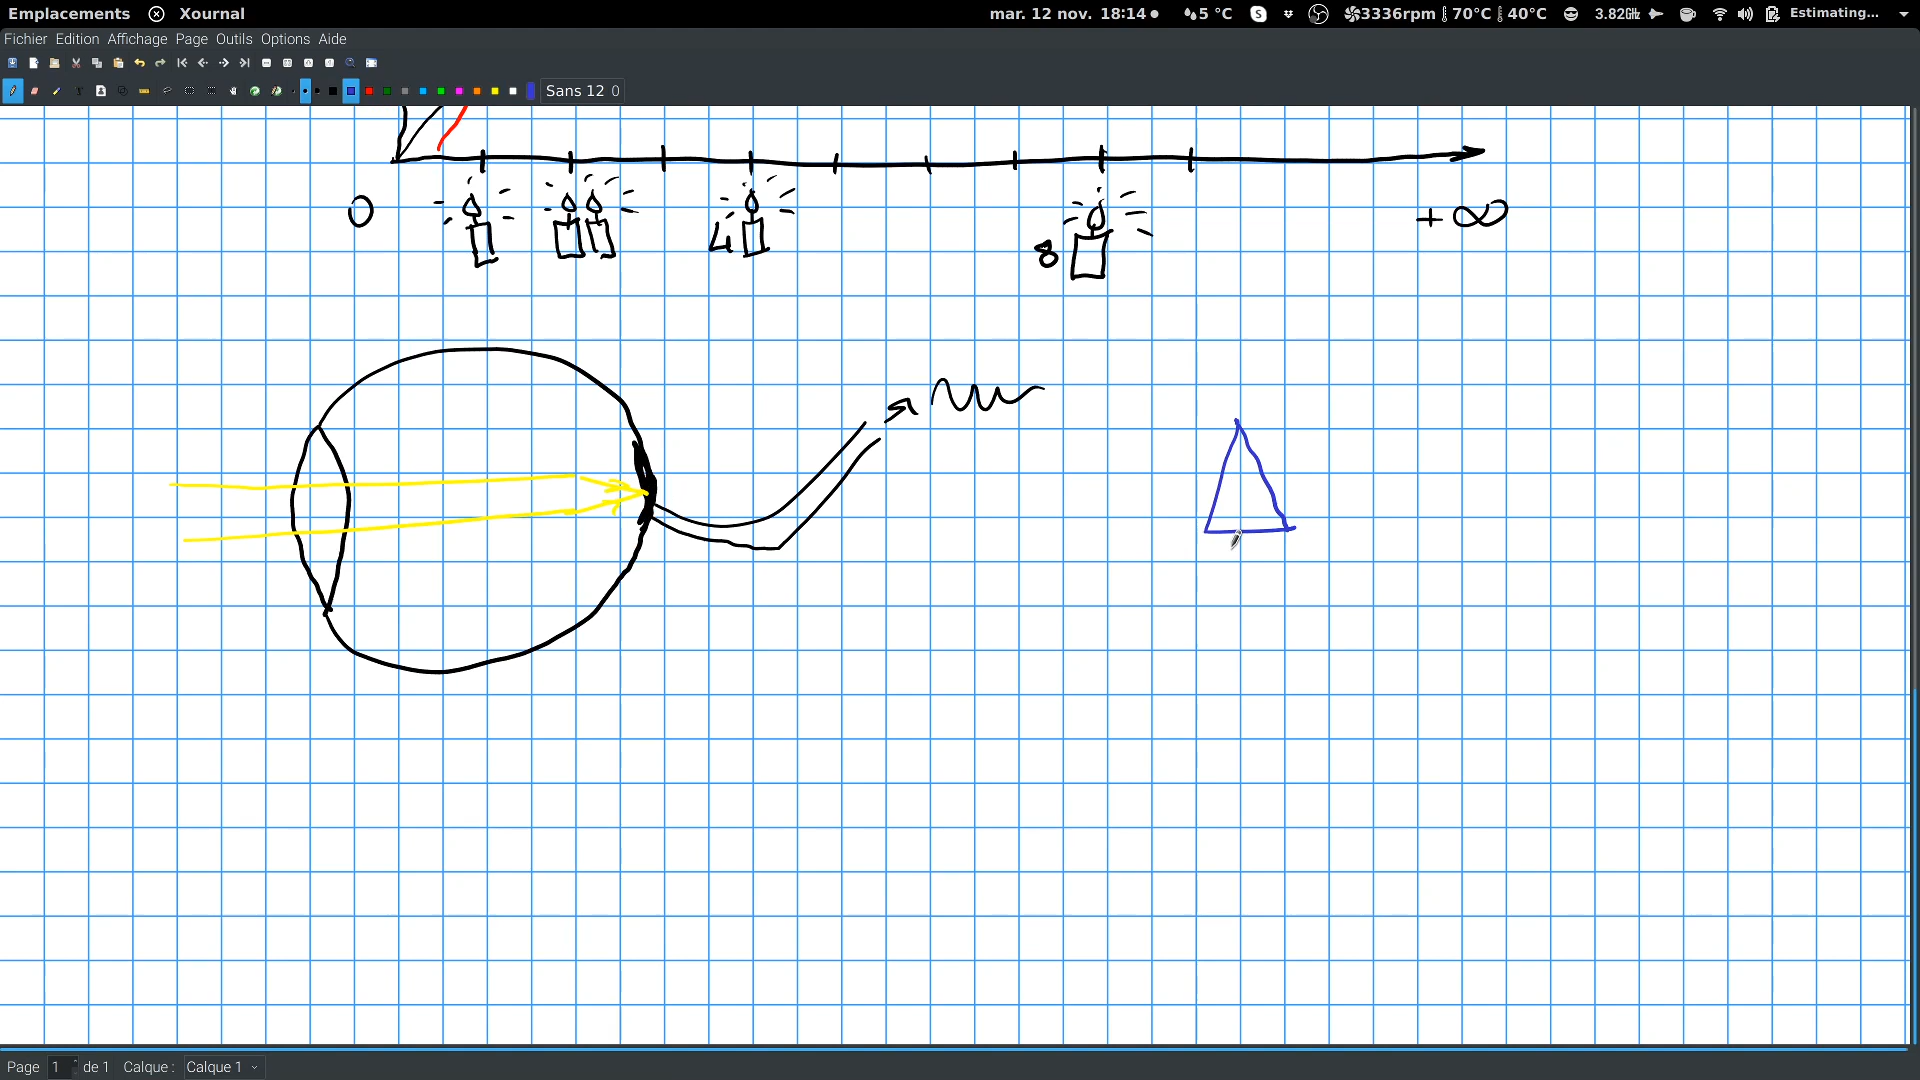 Emplacements Xournal mar. 12 nov. 18:14 5 °C S 3336rpm 70°C 40°C 3.82GHz Estimating...
Fichier Edition Affichage Page Outils Options Aide
Sans 12 0
0 4 8 + ∞
Page 1 de 1 Calque : Calque 1